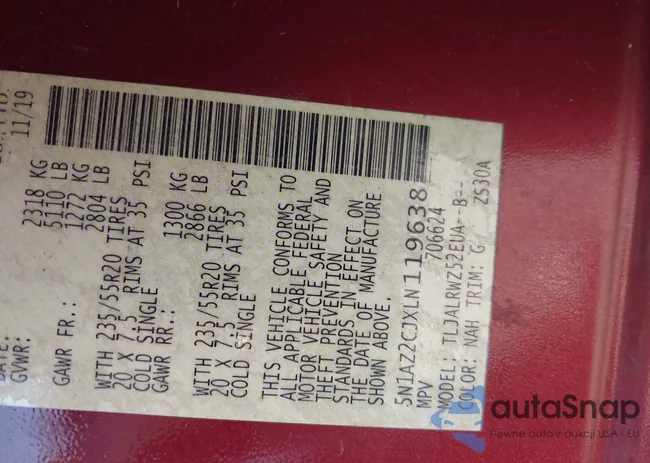 DATE: 11/19
GVWR: 2318 KG
5110 LB
GAWR FR.: 1272 KG
2804 LB
WITH 235/55R20 TIRES
20 X 7.5 RIMS AT 35 PSI
COLD SINGLE
GAWR RR.: 1300 KG
2866 LB
WITH 235/55R20 TIRES
20 X 7.5 RIMS AT 35 PSI
COLD SINGLE
THIS VEHICLE CONFORMS TO
ALL APPLICABLE FEDERAL
MOTOR VEHICLE SAFETY AND
THEFT PREVENTION
STANDARDS IN EFFECT ON
THE DATE OF MANUFACTURE
SHOWN ABOVE.
5N1AZ2CJXLN119638
MPV 706624
MODEL: TLJALRWZ52EUA--B--
COLOR: NAH TRIM: G ZS30A
autaSnap
Pewne auta z aukcji USA i EU